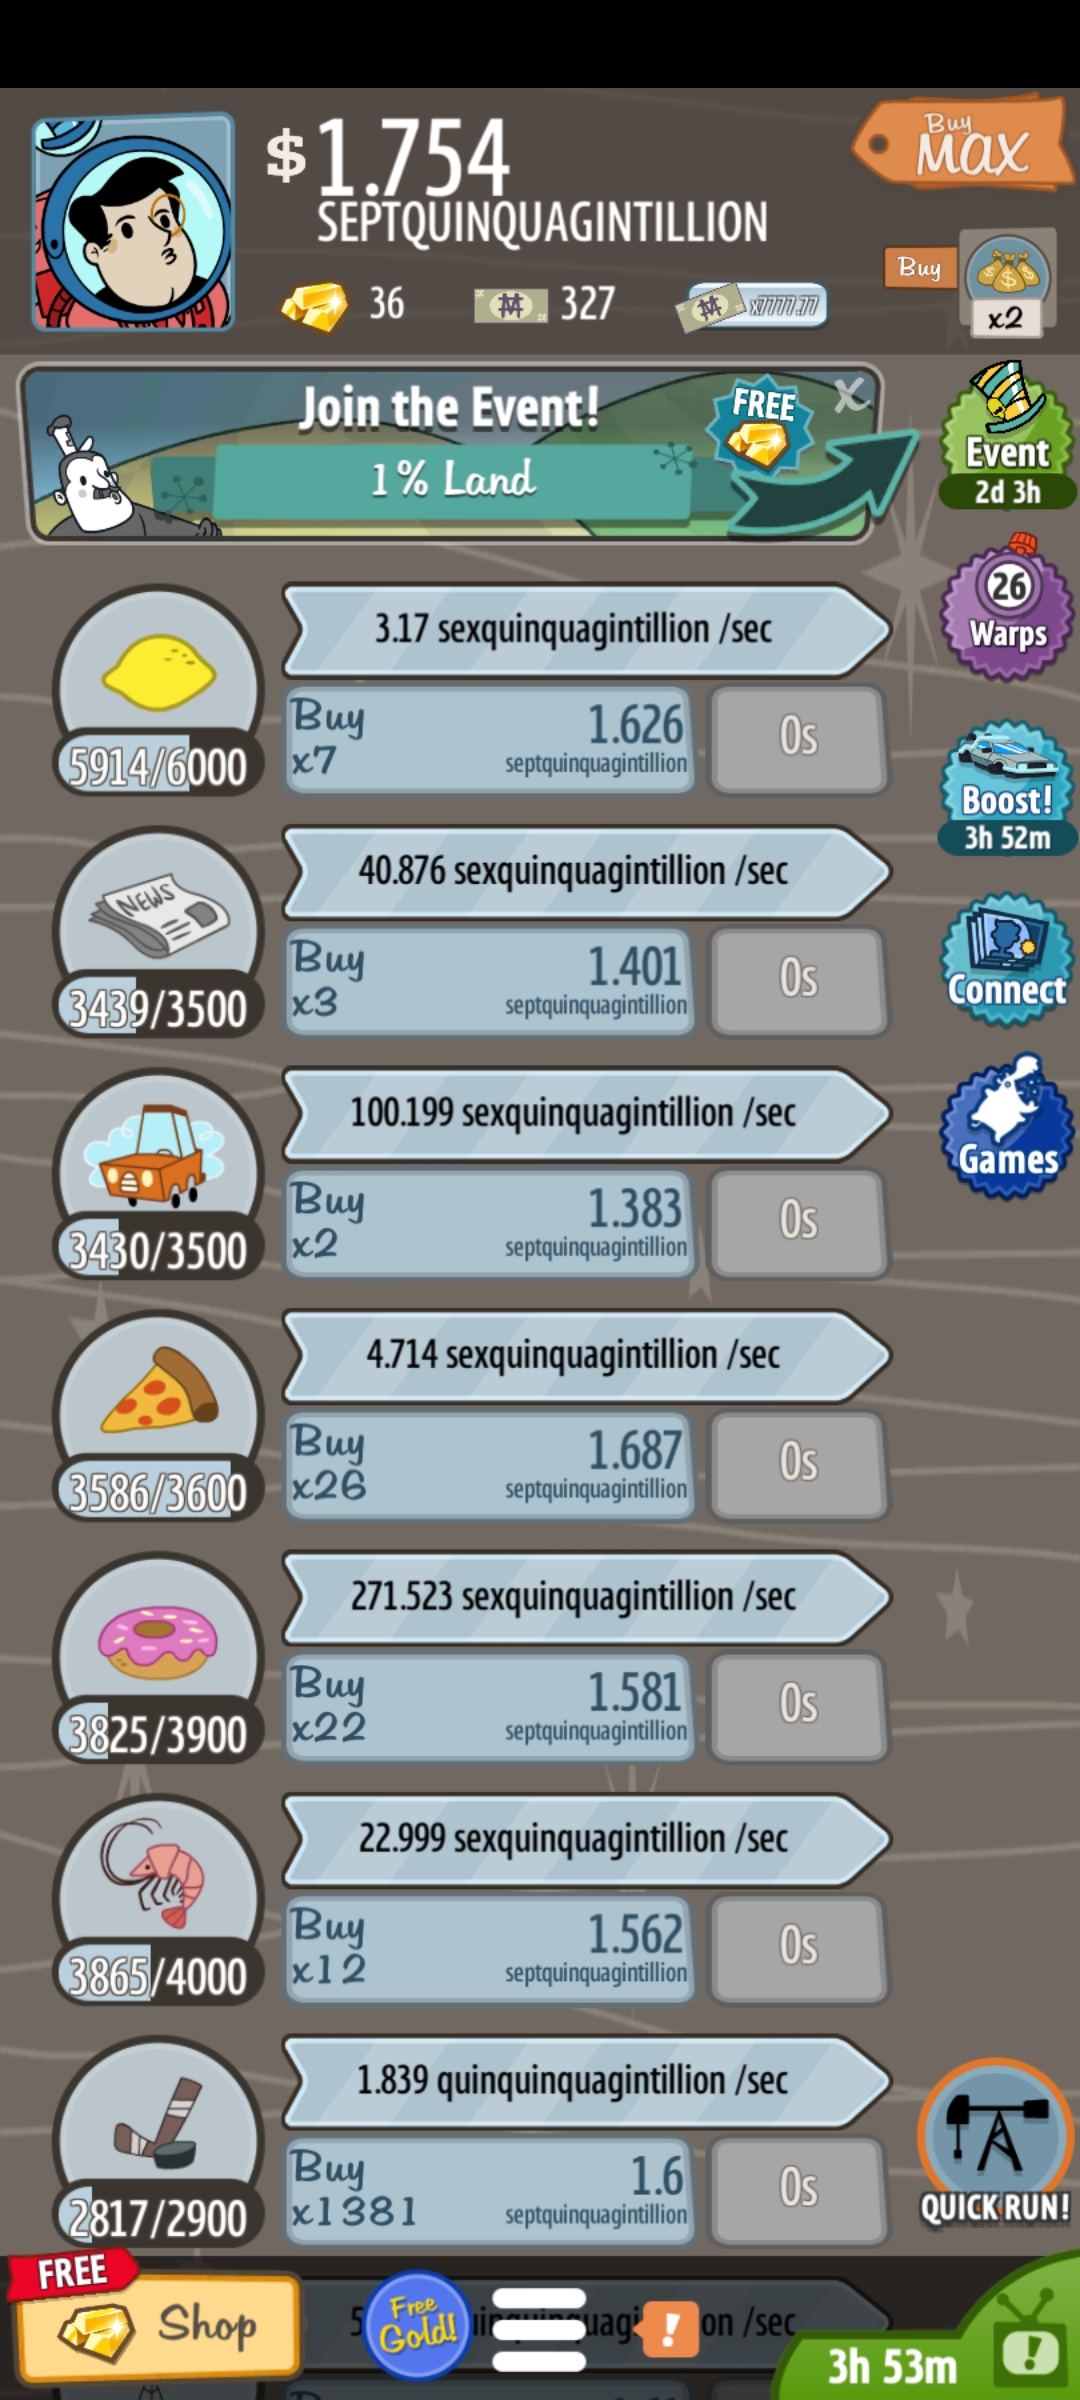 $1.754
SEPTQUINQUAGINTILLION
Buy
MAX
36
327
x7777.77
Buy
x2
Join the Event!
1% Land
FREE
X
Event
2d 3h
3.17 sexquinquagintillion /sec
5914/6000
Buy
x7
1.626
septquinquagintillion
0s
26
Warps
40.876 sexquinquagintillion /sec
NEWS
3439/3500
Buy
x3
1.401
septquinquagintillion
0s
Boost!
3h 52m
Connect
100.199 sexquinquagintillion /sec
3430/3500
Buy
x2
1.383
septquinquagintillion
0s
Games
4.714 sexquinquagintillion /sec
3586/3600
Buy
x26
1.687
septquinquagintillion
0s
271.523 sexquinquagintillion /sec
3825/3900
Buy
x22
1.581
septquinquagintillion
0s
22.999 sexquinquagintillion /sec
3865/4000
Buy
x12
1.562
septquinquagintillion
0s
1.839 quinquinquagintillion /sec
2817/2900
Buy
x1381
1.6
septquinquagintillion
0s
QUICK RUN!
FREE
Shop
Free
Gold!
!
/sec
3h 53m
!